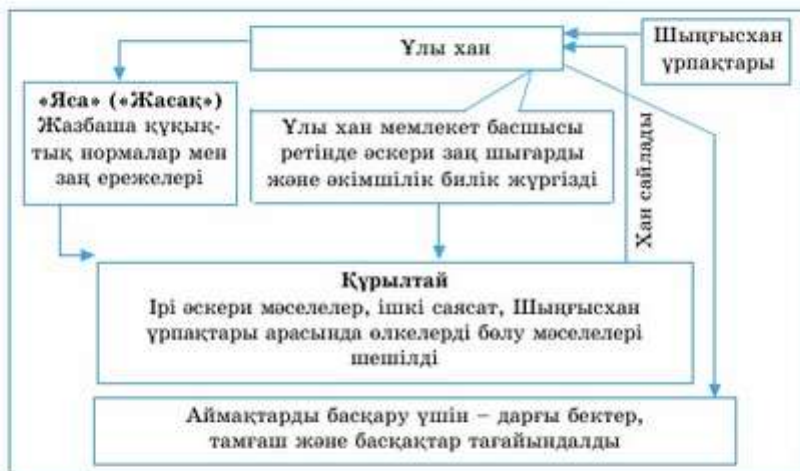 Ұлы хан
Шыңғысхан
ұрпақтары
«Яса» («Жасақ»)
Жазбаша құқық-
тық нормалар мен
заң ережелері
Ұлы хан мемлекет басшысы
ретінде әскери заң шығарды
және әкімшілік билік жүргізді
Хан сайлады
Құрылтай
Ірі әскери мәселелер, ішкі саясат, Шыңғысхан
ұрпақтары арасында өлкелерді бөлу мәселелері
шешілді
Аймақтарды басқару үшін – дарғы бектер,
тамғаш және басқақтар тағайындалды